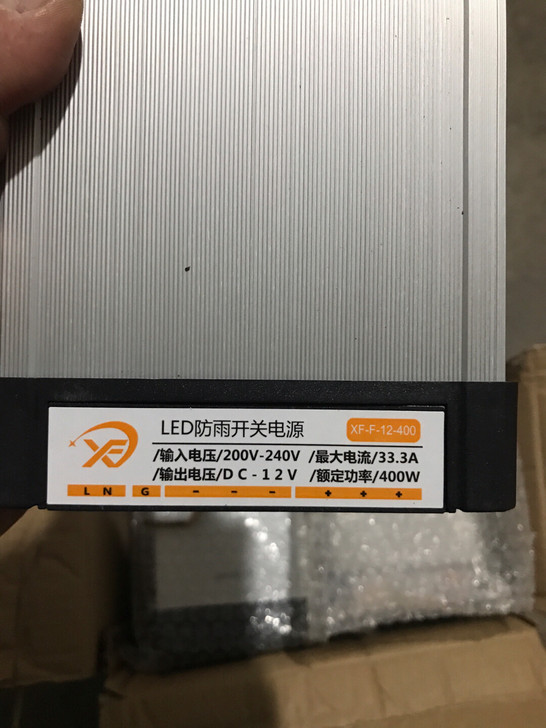 XF
LED防雨开关电源
XF-F-12-400
/输入电压/200V-240V /最大电流/33.3A
/输出电压/DC-12V /额定功率/400W
L N G - - - + + +